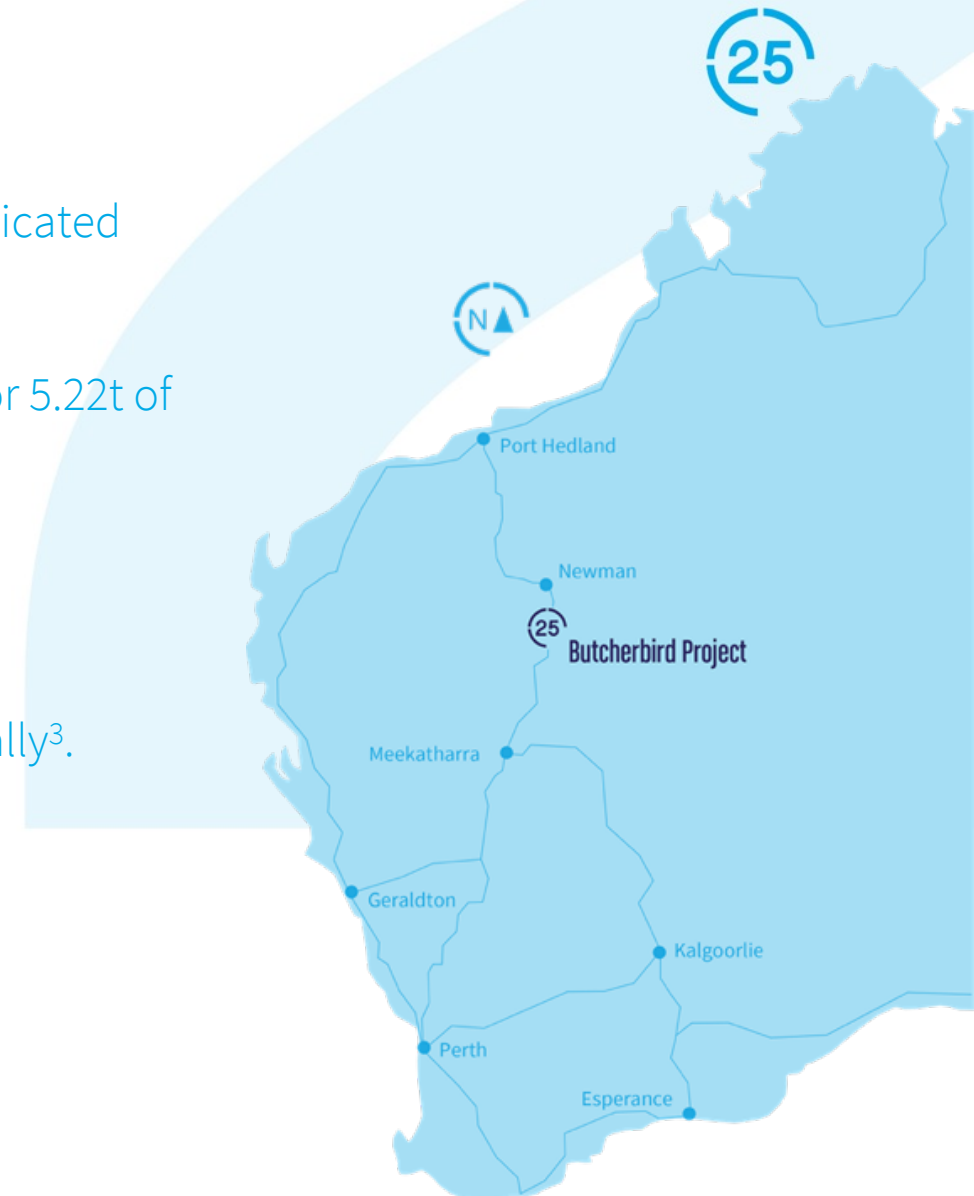 25
icated
N
r 5.22t of
Port Hedland
Newman
25
Butcherbird Project
lly³.
Meekatharra
Geraldton
Kalgoorlie
Perth
Esperance